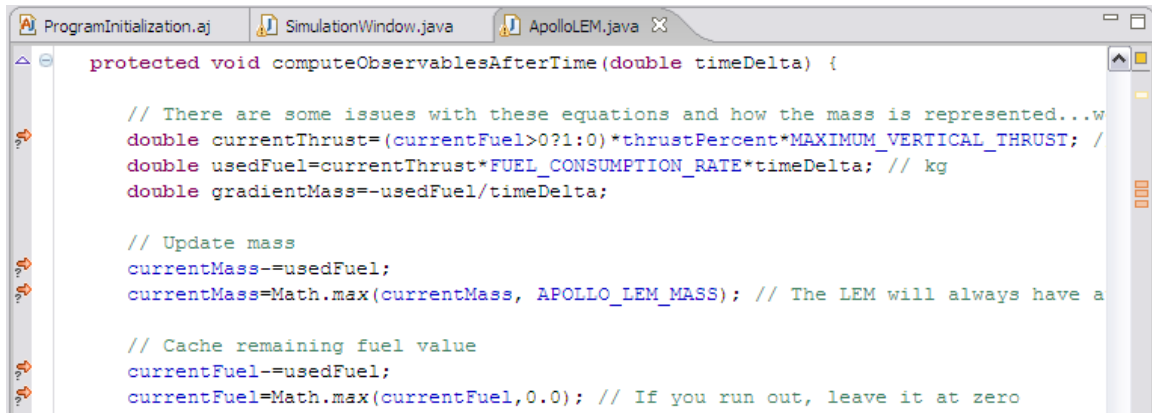 ProgramInitialization.aj SimulationWindow.java ApolloLEM.java
protected void computeObservablesAfterTime(double timeDelta) {
// There are some issues with these equations and how the mass is represented...w
double currentThrust=(currentFuel>0?1:0)*thrustPercent*MAXIMUM_VERTICAL_THRUST; /
double usedFuel=currentThrust*FUEL_CONSUMPTION_RATE*timeDelta; // kg
double gradientMass=-usedFuel/timeDelta;
// Update mass
currentMass-=usedFuel;
currentMass=Math.max(currentMass, APOLLO_LEM_MASS); // The LEM will always have a
// Cache remaining fuel value
currentFuel-=usedFuel;
currentFuel=Math.max(currentFuel,0.0); // If you run out, leave it at zero